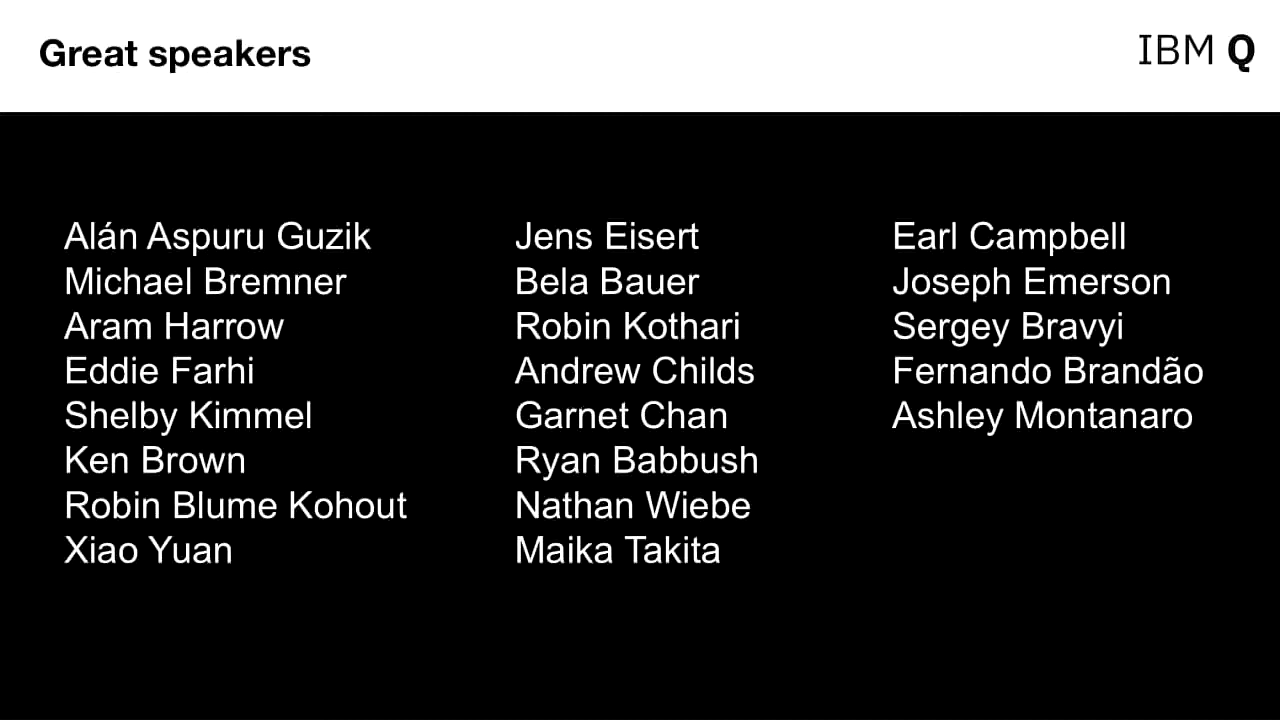 Great speakers
IBM Q
Alán Aspuru Guzik
Michael Bremner
Aram Harrow
Eddie Farhi
Shelby Kimmel
Ken Brown
Robin Blume Kohout
Xiao Yuan
Jens Eisert
Bela Bauer
Robin Kothari
Andrew Childs
Garnet Chan
Ryan Babbush
Nathan Wiebe
Maika Takita
Earl Campbell
Joseph Emerson
Sergey Bravyi
Fernando Brandão
Ashley Montanaro